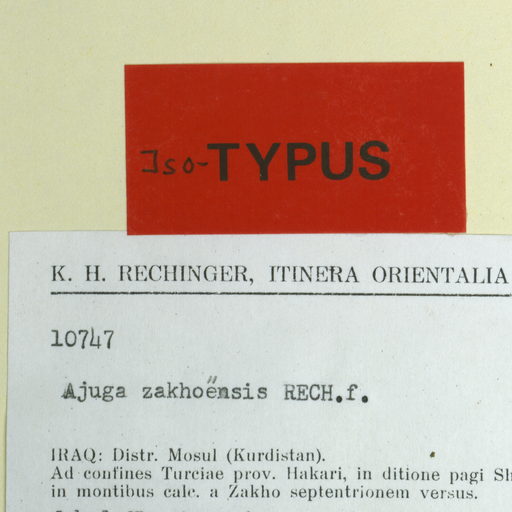 Iso-TYPUS
K. H. RECHINGER, ITINERA ORIENTALIA
10747
Ajuga zakhoënsis RECH.f.
IRAQ: Distr. Mosul (Kurdistan).
Ad confines Turciae prov. Hakari, in ditione pagi Sh
in montibus calc. a Zakho septentrionem versus.